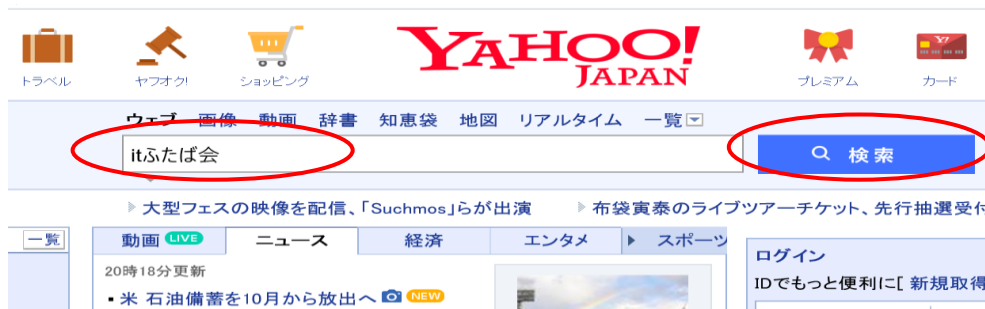 YAHOO!
JAPAN
トラベル ヤフオク! ショッピング プレミアム カード
ウェブ 画像 動画 辞書 知恵袋 地図 リアルタイム 一覧
itふたば会 検索
大型フェスの映像を配信、「Suchmos」らが出演 布袋寅泰のライブツアーチケット、先行抽選受付
一覧 動画 LIVE ニュース 経済 エンタメ スポーツ
ログイン
20時18分更新
IDでもっと便利に[ 新規取得
米 石油備蓄を10月から放出へ NEW